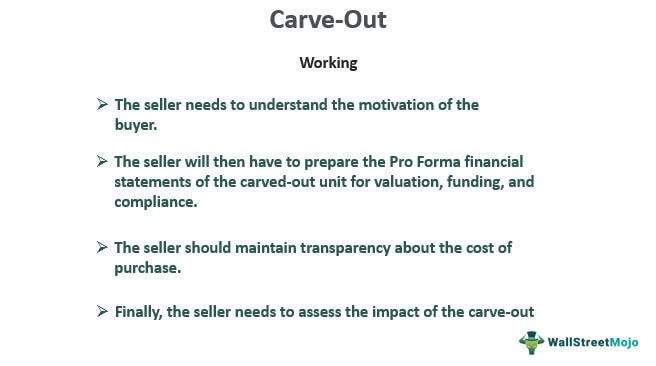 Carve-Out
Working
➢ The seller needs to understand the motivation of the
buyer.
➢ The seller will then have to prepare the Pro Forma financial
statements of the carved-out unit for valuation, funding, and
compliance.
➢ The seller should maintain transparency about the cost of
purchase.
➢ Finally, the seller needs to assess the impact of the carve-out
WallStreetMojo